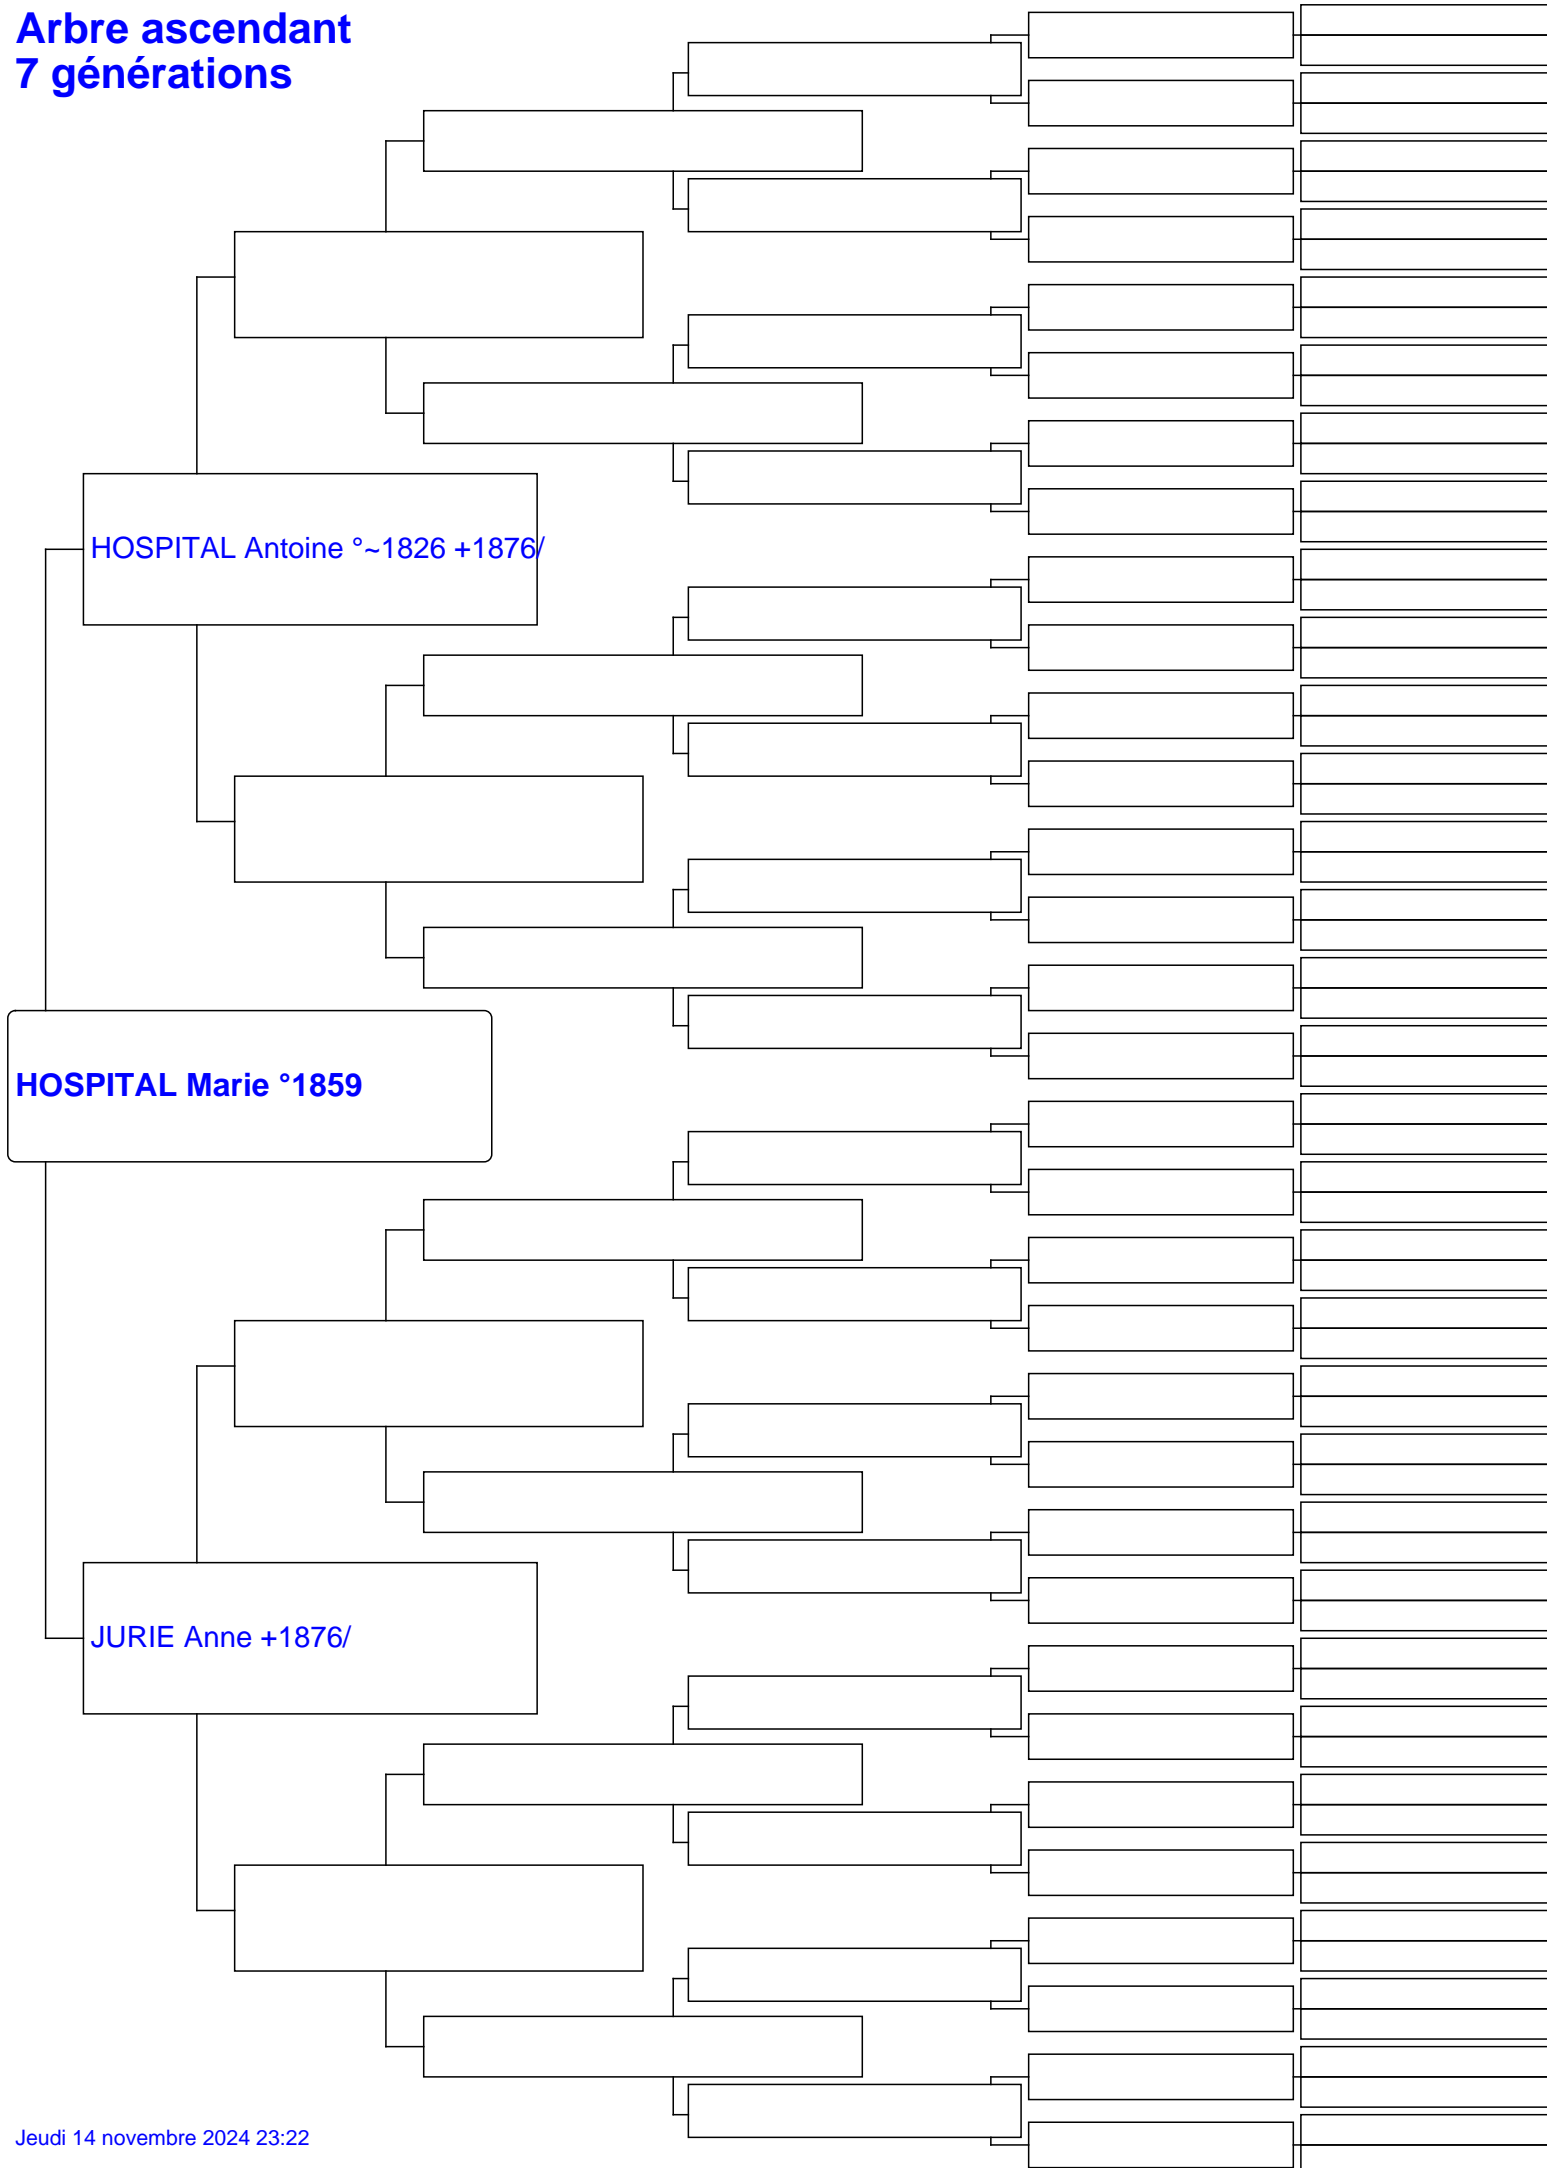 Arbre ascendant
7 générations
HOSPITAL Antoine °~1826 +1876/
HOSPITAL Marie °1859
JURIE Anne +1876/
Jeudi 14 novembre 2024 23:22